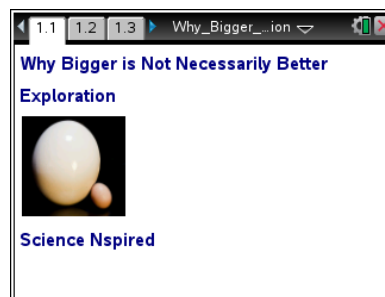 1.1 1.2 1.3 Why_Bigger_...ion
Why Bigger is Not Necessarily Better
Exploration
Science Nspired